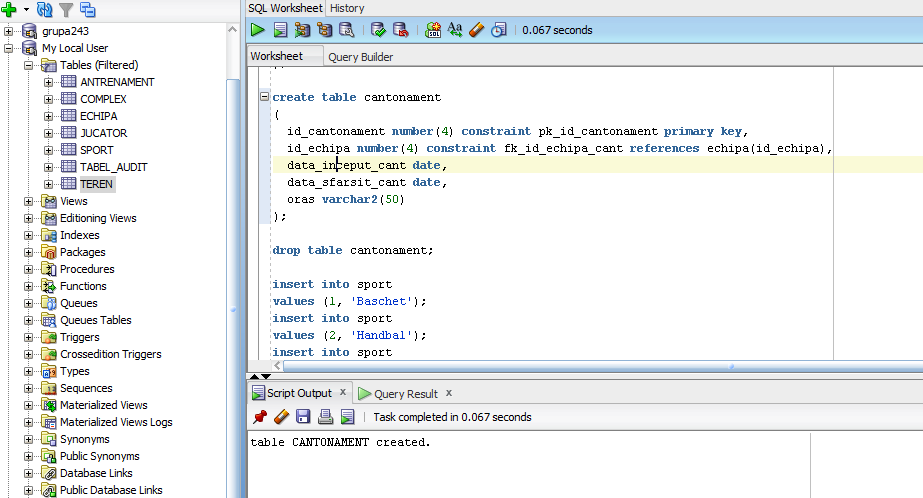 grupa243
My Local User
Tables (Filtered)
ANTRENAMENT
COMPLEX
ECHIPA
JUCATOR
SPORT
TABEL_AUDIT
TEREN
Views
Editioning Views
Indexes
Packages
Procedures
Functions
Queues
Queues Tables
Triggers
Crossedition Triggers
Types
Sequences
Materialized Views
Materialized Views Logs
Synonyms
Public Synonyms
Database Links
Public Database Links
SQL Worksheet History
0.067 seconds
Worksheet Query Builder
create table cantonament
(
id_cantonament number(4) constraint pk_id_cantonament primary key,
id_echipa number(4) constraint fk_id_echipa_cant references echipa(id_echipa),
data_inceput_cant date,
data_sfarsit_cant date,
oras varchar2(50)
);
drop table cantonament;
insert into sport
values (1, 'Baschet');
insert into sport
values (2, 'Handbal');
insert into sport
Script Output x Query Result x
Task completed in 0.067 seconds
table CANTONAMENT created.